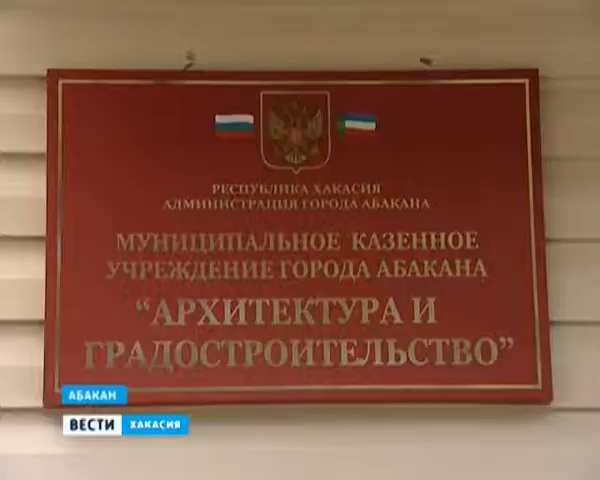 РЕСПУБЛИКА ХАКАСИЯ
АДМИНИСТРАЦИЯ ГОРОДА АБАКАНА
МУНИЦИПАЛЬНОЕ КАЗЕННОЕ
УЧРЕЖДЕНИЕ ГОРОДА АБАКАНА
“АРХИТЕКТУРА И
ГРАДОСТРОИТЕЛЬСТВО”
АБАКАН
ВЕСТИ ХАКАСИЯ